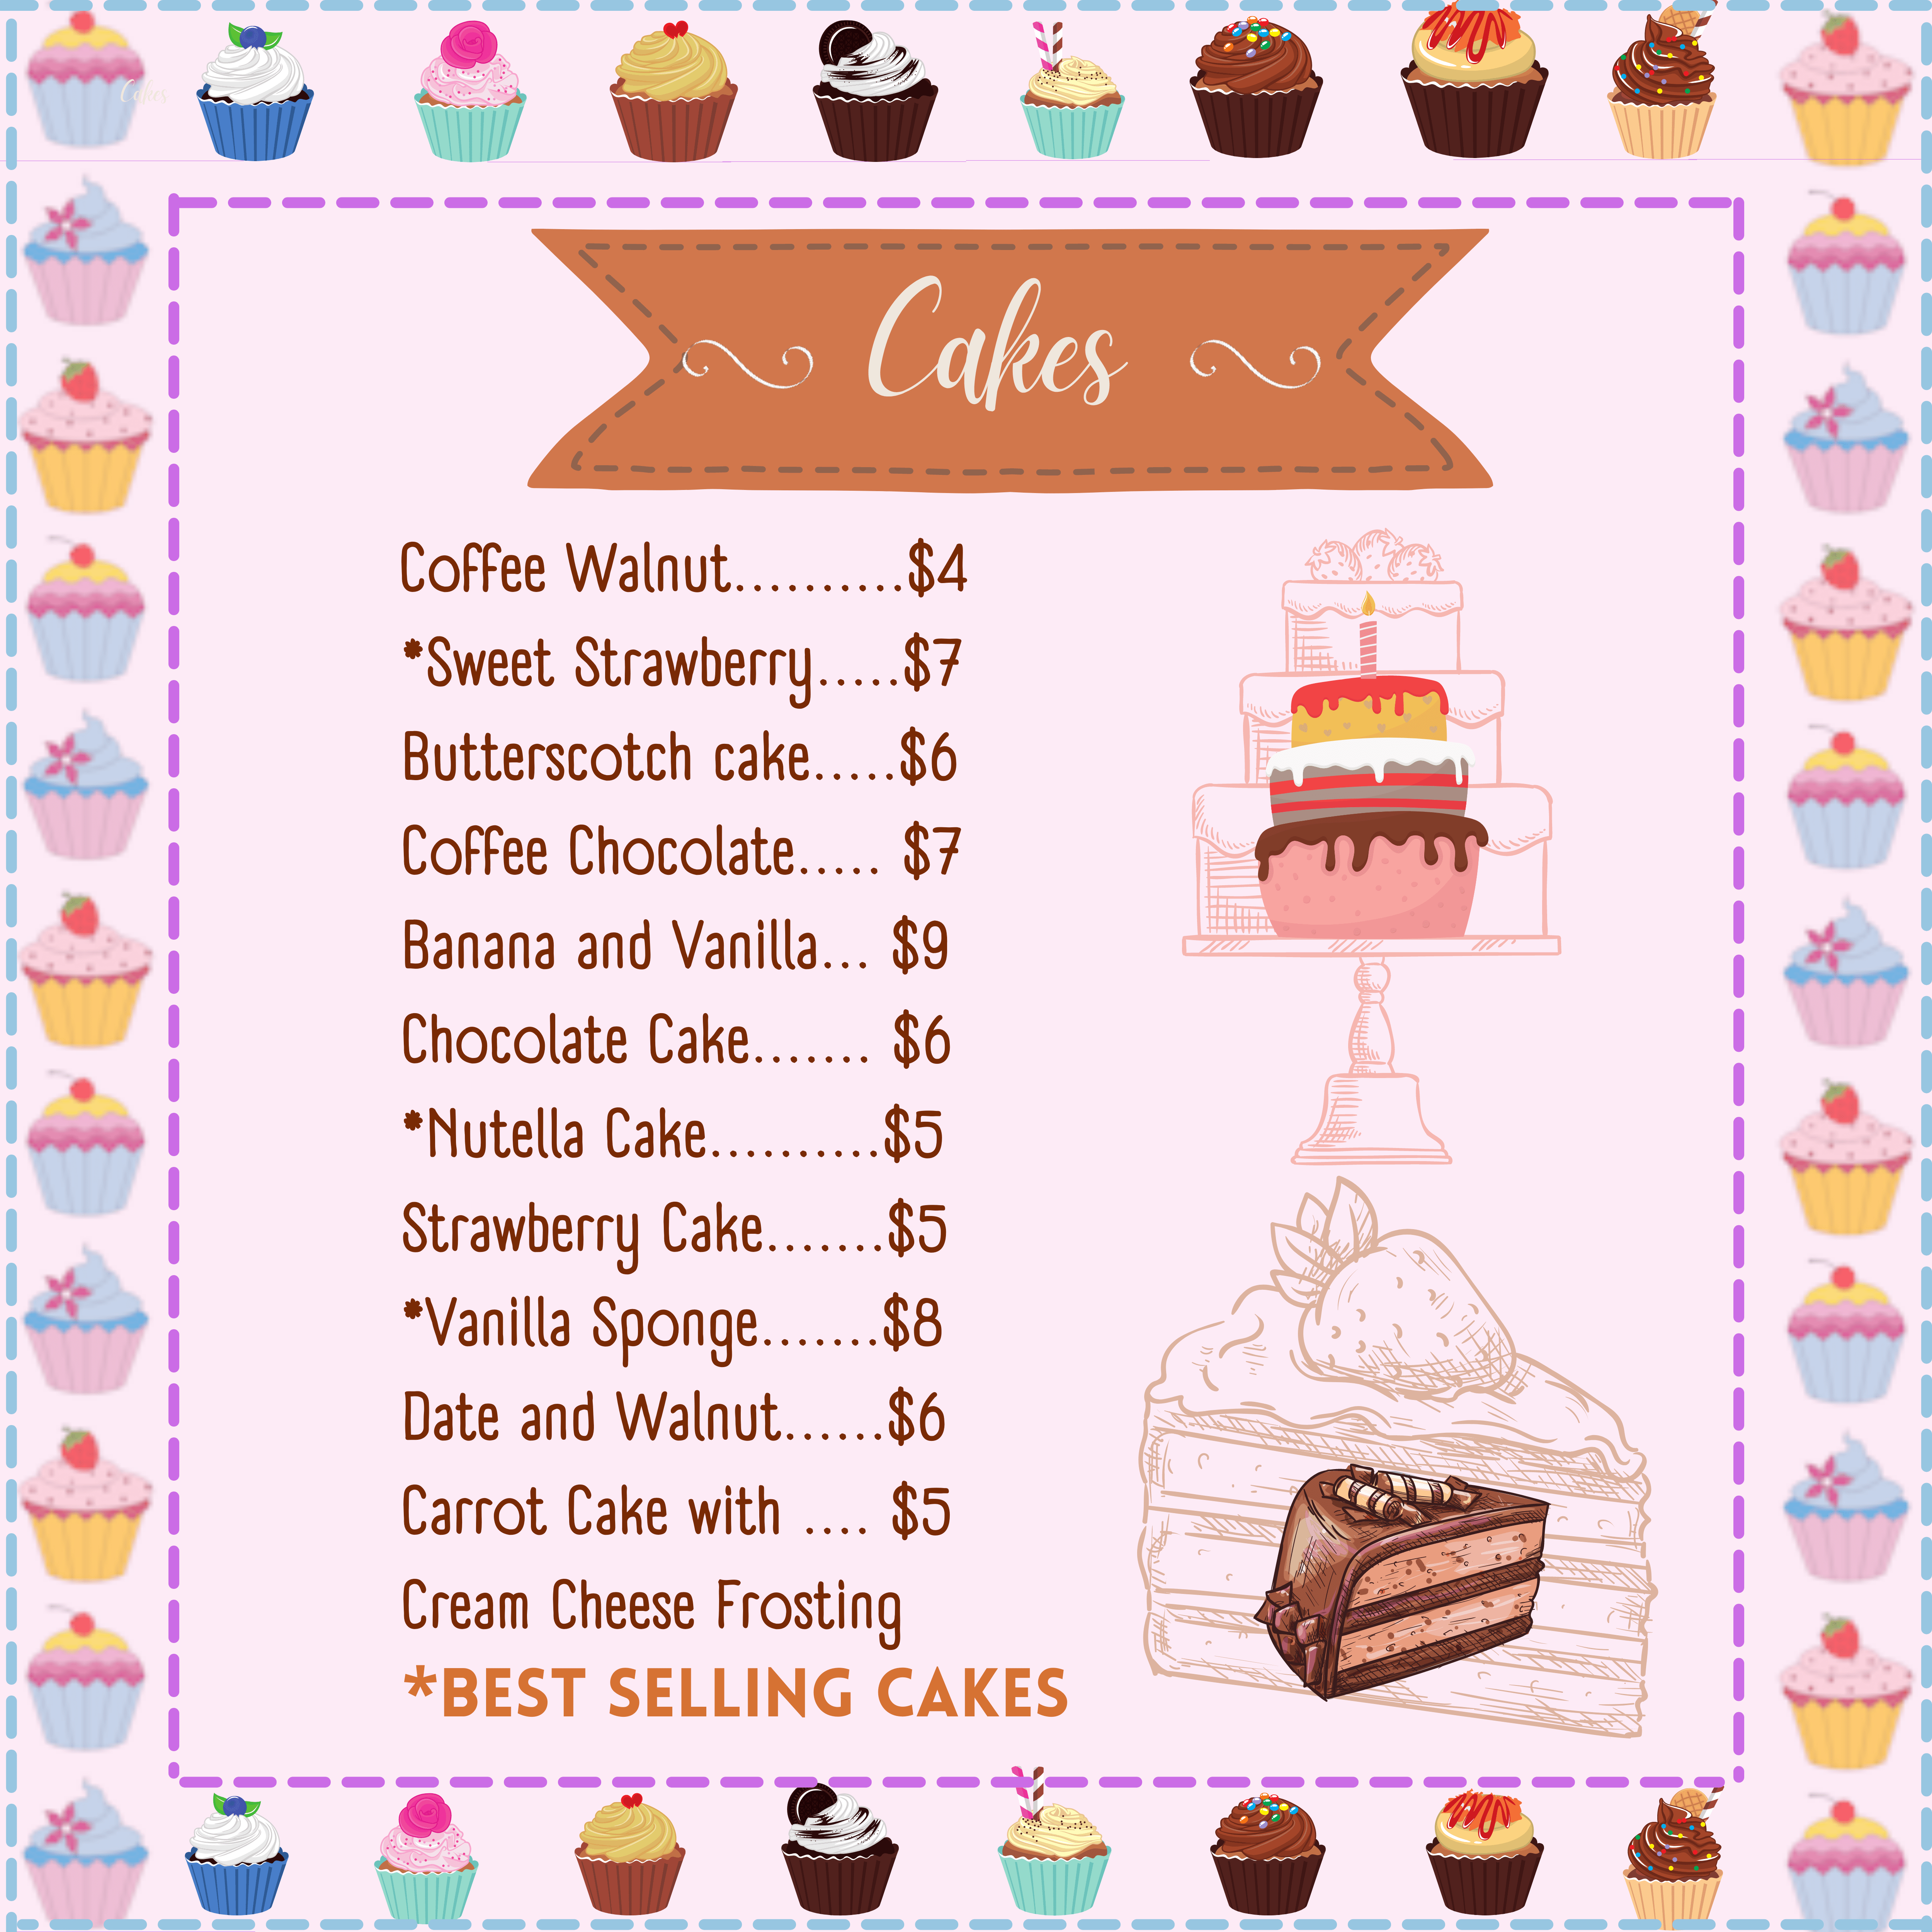 Cakes
Cakes
Coffee Walnut..........$4
*Sweet Strawberry.....$7
Butterscotch cake.....$6
Coffee Chocolate..... $7
Banana and Vanilla... $9
Chocolate Cake....... $6
*Nutella Cake..........$5
Strawberry Cake.......$5
*Vanilla Sponge.......$8
Date and Walnut......$6
Carrot Cake with .... $5
Cream Cheese Frosting
*BEST SELLING CAKES